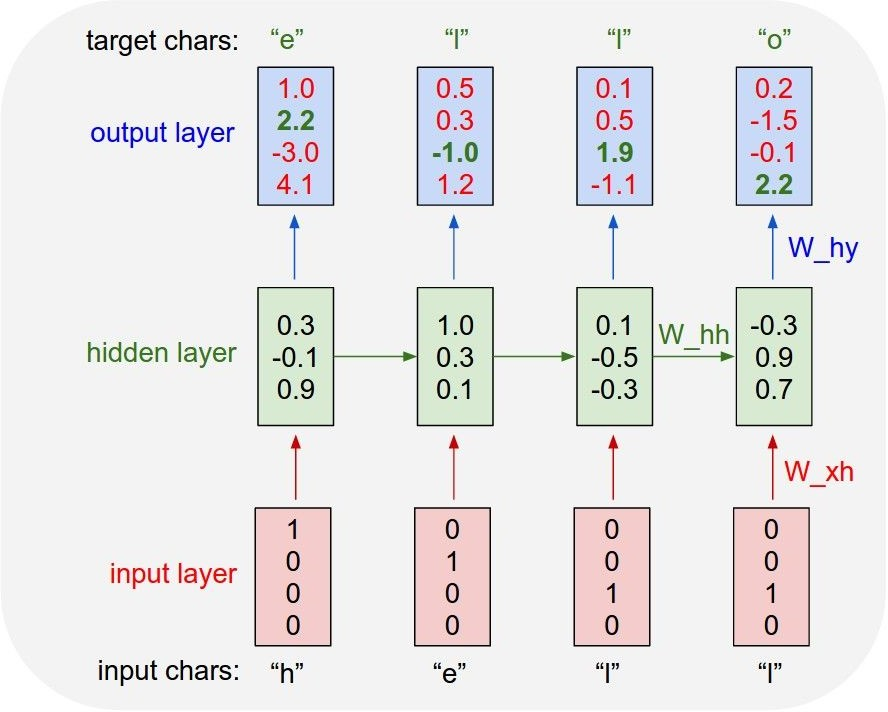 target chars: “e” “l” “l” “o”
1.0 0.5 0.1 0.2
2.2 0.3 0.5 -1.5
output layer -3.0 -1.0 1.9 -0.1
4.1 1.2 -1.1 2.2
W_hy
0.3 1.0 0.1 W_hh -0.3
hidden layer -0.1 0.3 -0.5 0.9
0.9 0.1 -0.3 0.7
W_xh
1 0 0 0
0 1 0 0
input layer 0 0 1 1
0 0 0 0
input chars: “h” “e” “l” “l”